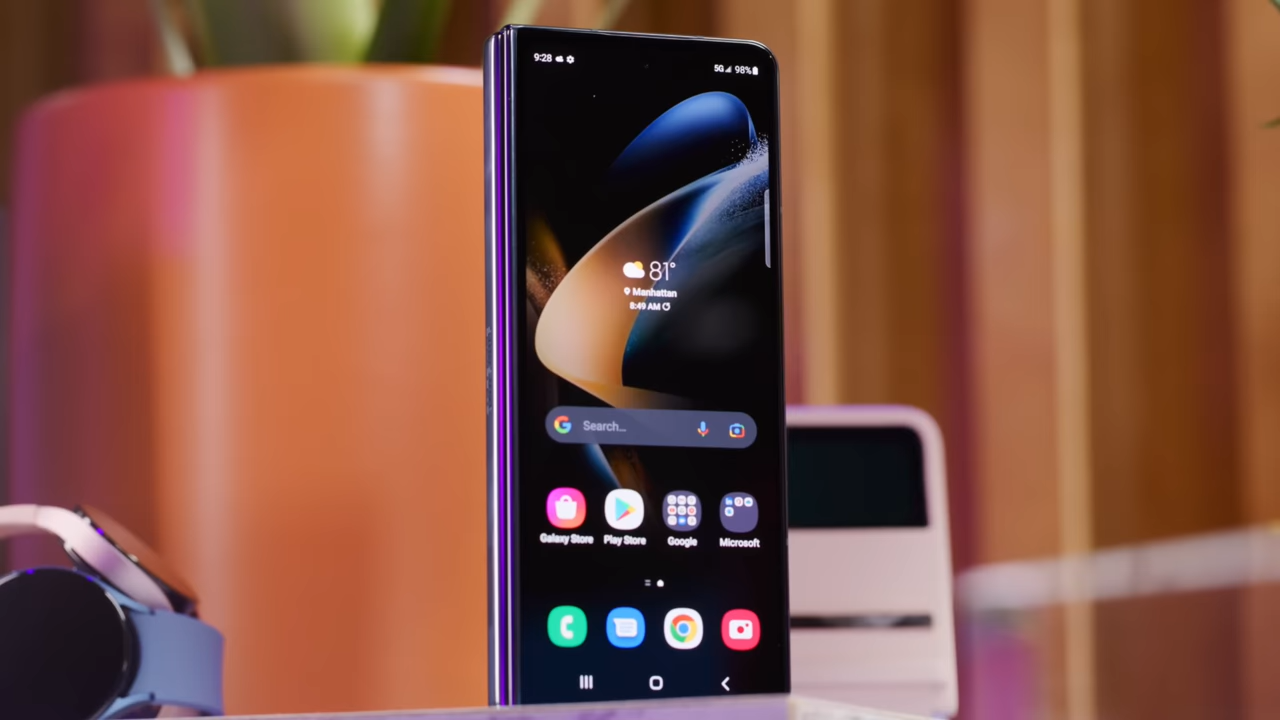 9:28
5G 98%
81°
Manhattan
8:49 AM
Search...
Galaxy Store Play Store Google Microsoft